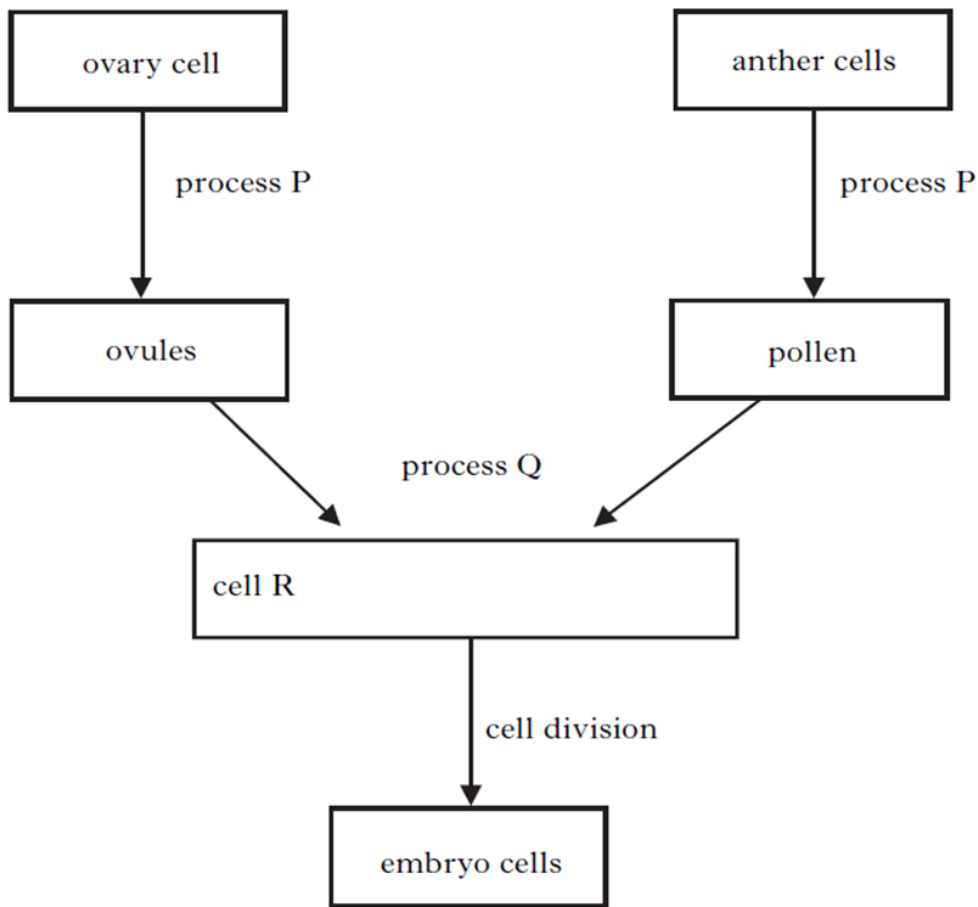 ovary cell
anther cells
process P
process P
ovules
pollen
process Q
cell R
cell division
embryo cells